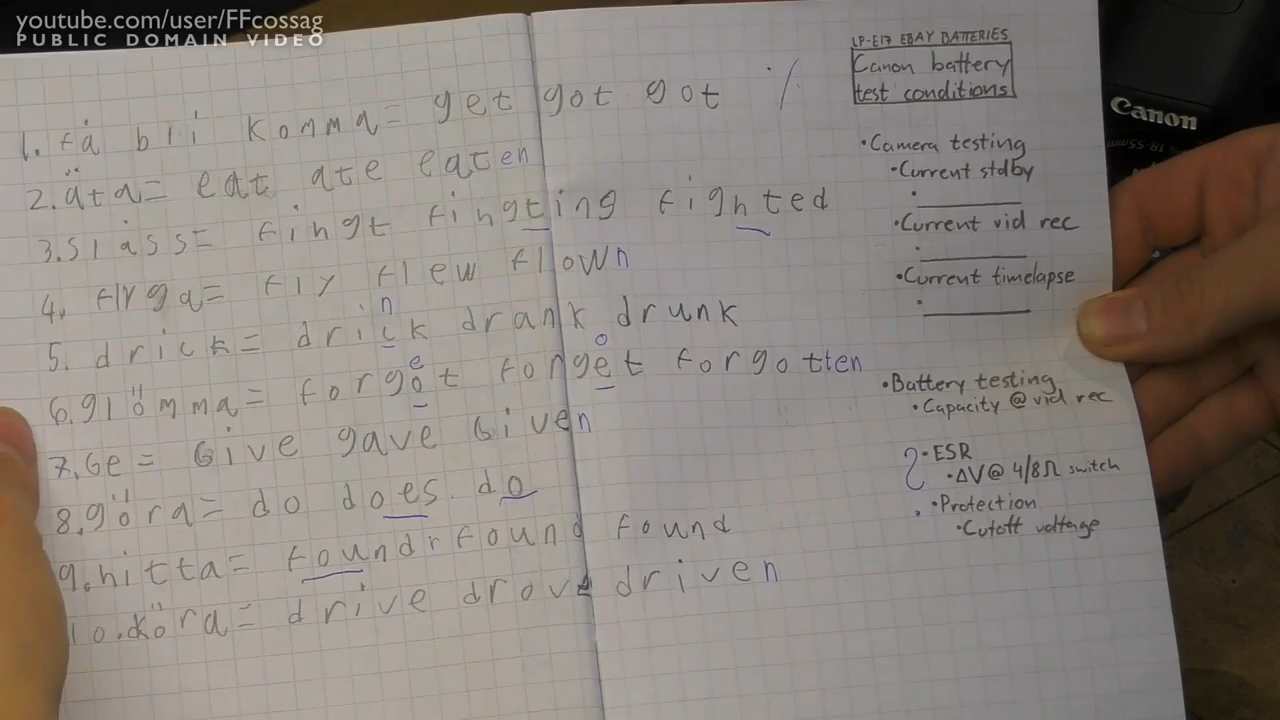 youtube.com/user/FFcossag
PUBLIC DOMAIN VIDEO
1. få bli komma= get got got %
2. äta= eat ate eaten
3. slåss= fingt fingting fighted
4. flyga= fly flew flown
n
5. drick= drick drank drunk
e o
6. glömma= forgot forget forgotten
7. Ge = Give gave Given
8. göra= do does do
9. hitta= foundr found found
10. köra= drive drove driven
LP-E17 EBAY BATTERIES
Canon battery
test conditions
•Camera testing
•Current stdby
•Current vid rec
•Current timelapse
•Battery testing
•Capacity @ vid rec
•ESR
•ΔV@ 4/8Ω switch
•Protection
•Cutoff voltage
Canon